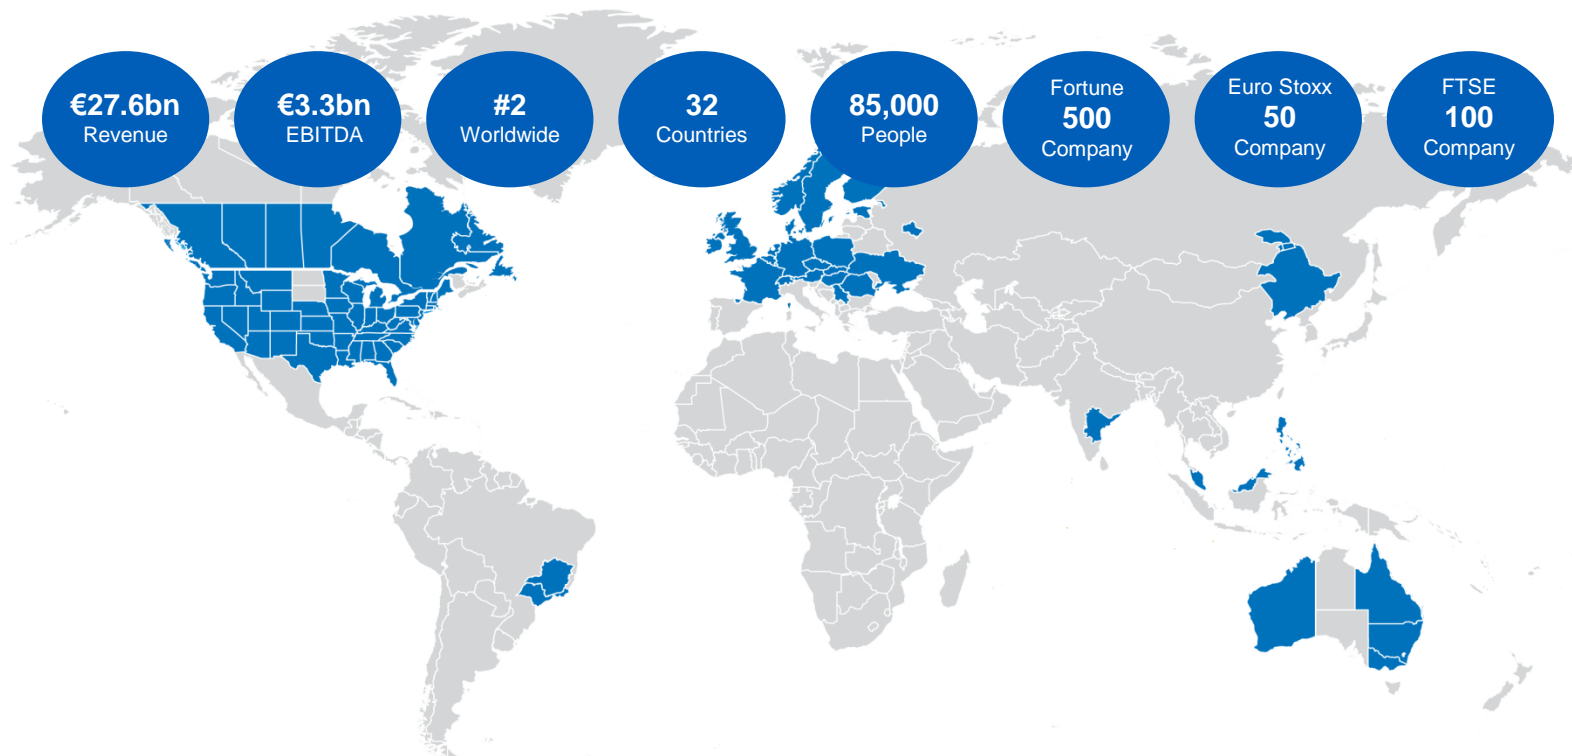 €27.6bn
Revenue
€3.3bn
EBITDA
#2
Worldwide
32
Countries
85,000
People
Fortune
500
Company
Euro Stoxx
50
Company
FTSE
100
Company